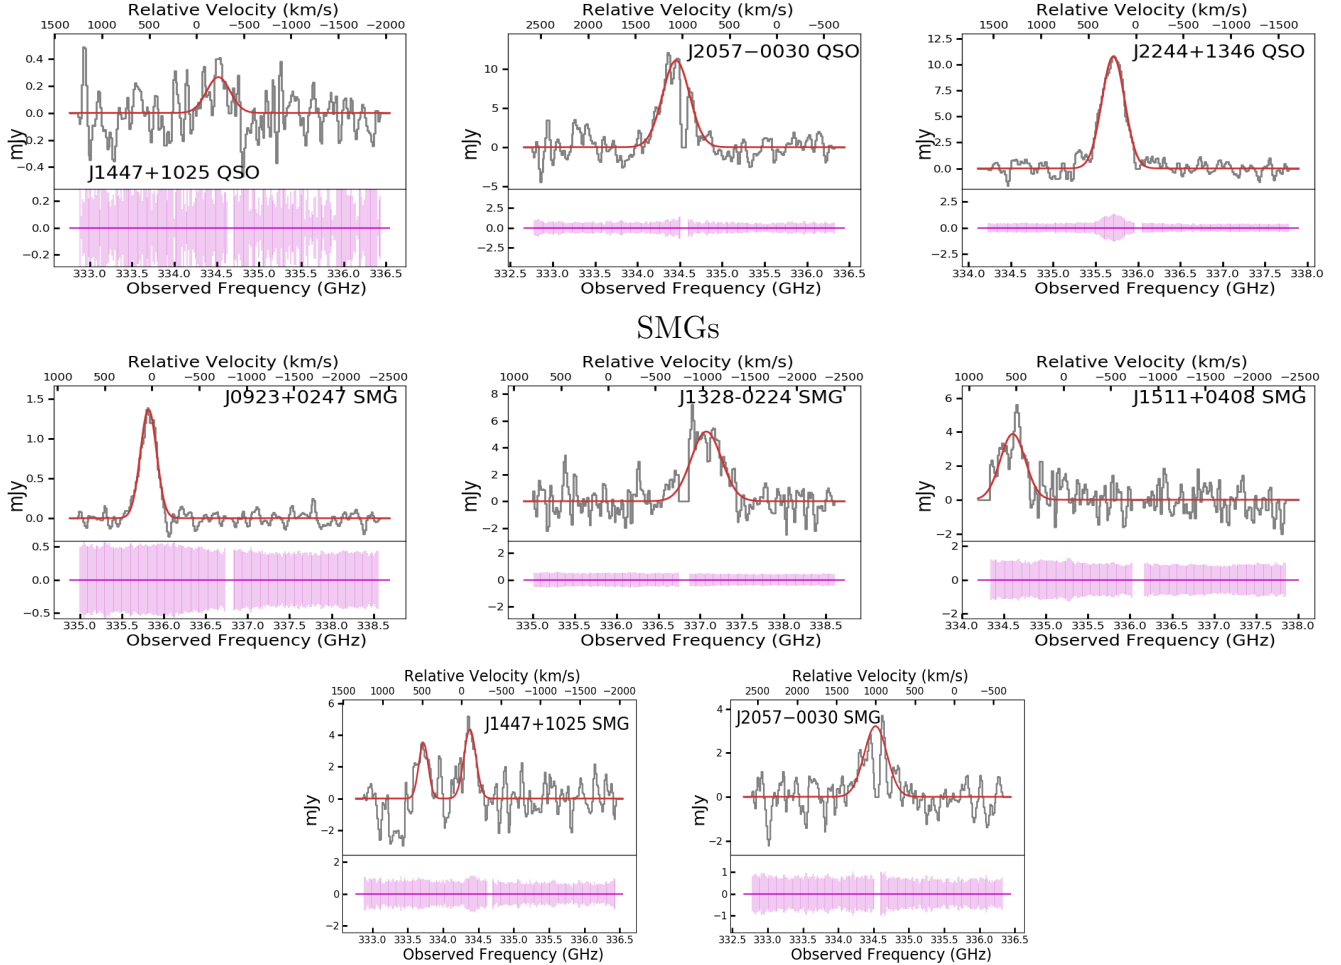 Relative Velocity (km/s) Relative Velocity (km/s) Relative Velocity (km/s)
1500 1000 500 0 −500 −1000 −1500 −2000 2500 2000 1500 1000 500 0 −500 1500 1000 500 0 −500 −1000 −1500
J1447+1025 QSO
mJy
0.4
0.2
0.0
−0.2
−0.4
0.2
0.0
−0.2
333.0 333.5 334.0 334.5 335.0 335.5 336.0 336.5
Observed Frequency (GHz)
J2057−0030 QSO
mJy
10
5
0
−5
2.5
0.0
−2.5
332.5 333.0 333.5 334.0 334.5 335.0 335.5 336.0 336.5
Observed Frequency (GHz)
J2244+1346 QSO
mJy
12.5
10.0
7.5
5.0
2.5
0.0
2.5
0.0
−2.5
334.0 334.5 335.0 335.5 336.0 336.5 337.0 337.5 338.0
Observed Frequency (GHz)
SMGs
Relative Velocity (km/s)
1000 500 0 −500 −1000 −1500 −2000 −2500
J0923+0247 SMG
mJy
1.5
1.0
0.5
0.0
0.5
0.0
−0.5
335.0 335.5 336.0 336.5 337.0 337.5 338.0 338.5
Observed Frequency (GHz)
Relative Velocity (km/s)
1000 500 0 −500 −1000 −1500 −2000 −2500
J1328-0224 SMG
mJy
8
6
4
2
0
−2
2
0
−2
335.0 335.5 336.0 336.5 337.0 337.5 338.0 338.5
Observed Frequency (GHz)
Relative Velocity (km/s)
1000 500 0 −500 −1000 −1500 −2000 −2500
J1511+0408 SMG
mJy
6
4
2
0
−2
2
0
−2
334.0 334.5 335.0 335.5 336.0 336.5 337.0 337.5 338.0
Observed Frequency (GHz)
Relative Velocity (km/s)
1500 1000 500 0 −500 −1000 −1500 −2000
J1447+1025 SMG
mJy
6
4
2
0
−2
2
0
−2
333.0 333.5 334.0 334.5 335.0 335.5 336.0 336.5
Observed Frequency (GHz)
Relative Velocity (km/s)
2500 2000 1500 1000 500 0 −500
J2057−0030 SMG
mJy
4
2
0
−2
1
0
−1
332.5 333.0 333.5 334.0 334.5 335.0 335.5 336.0 336.5
Observed Frequency (GHz)